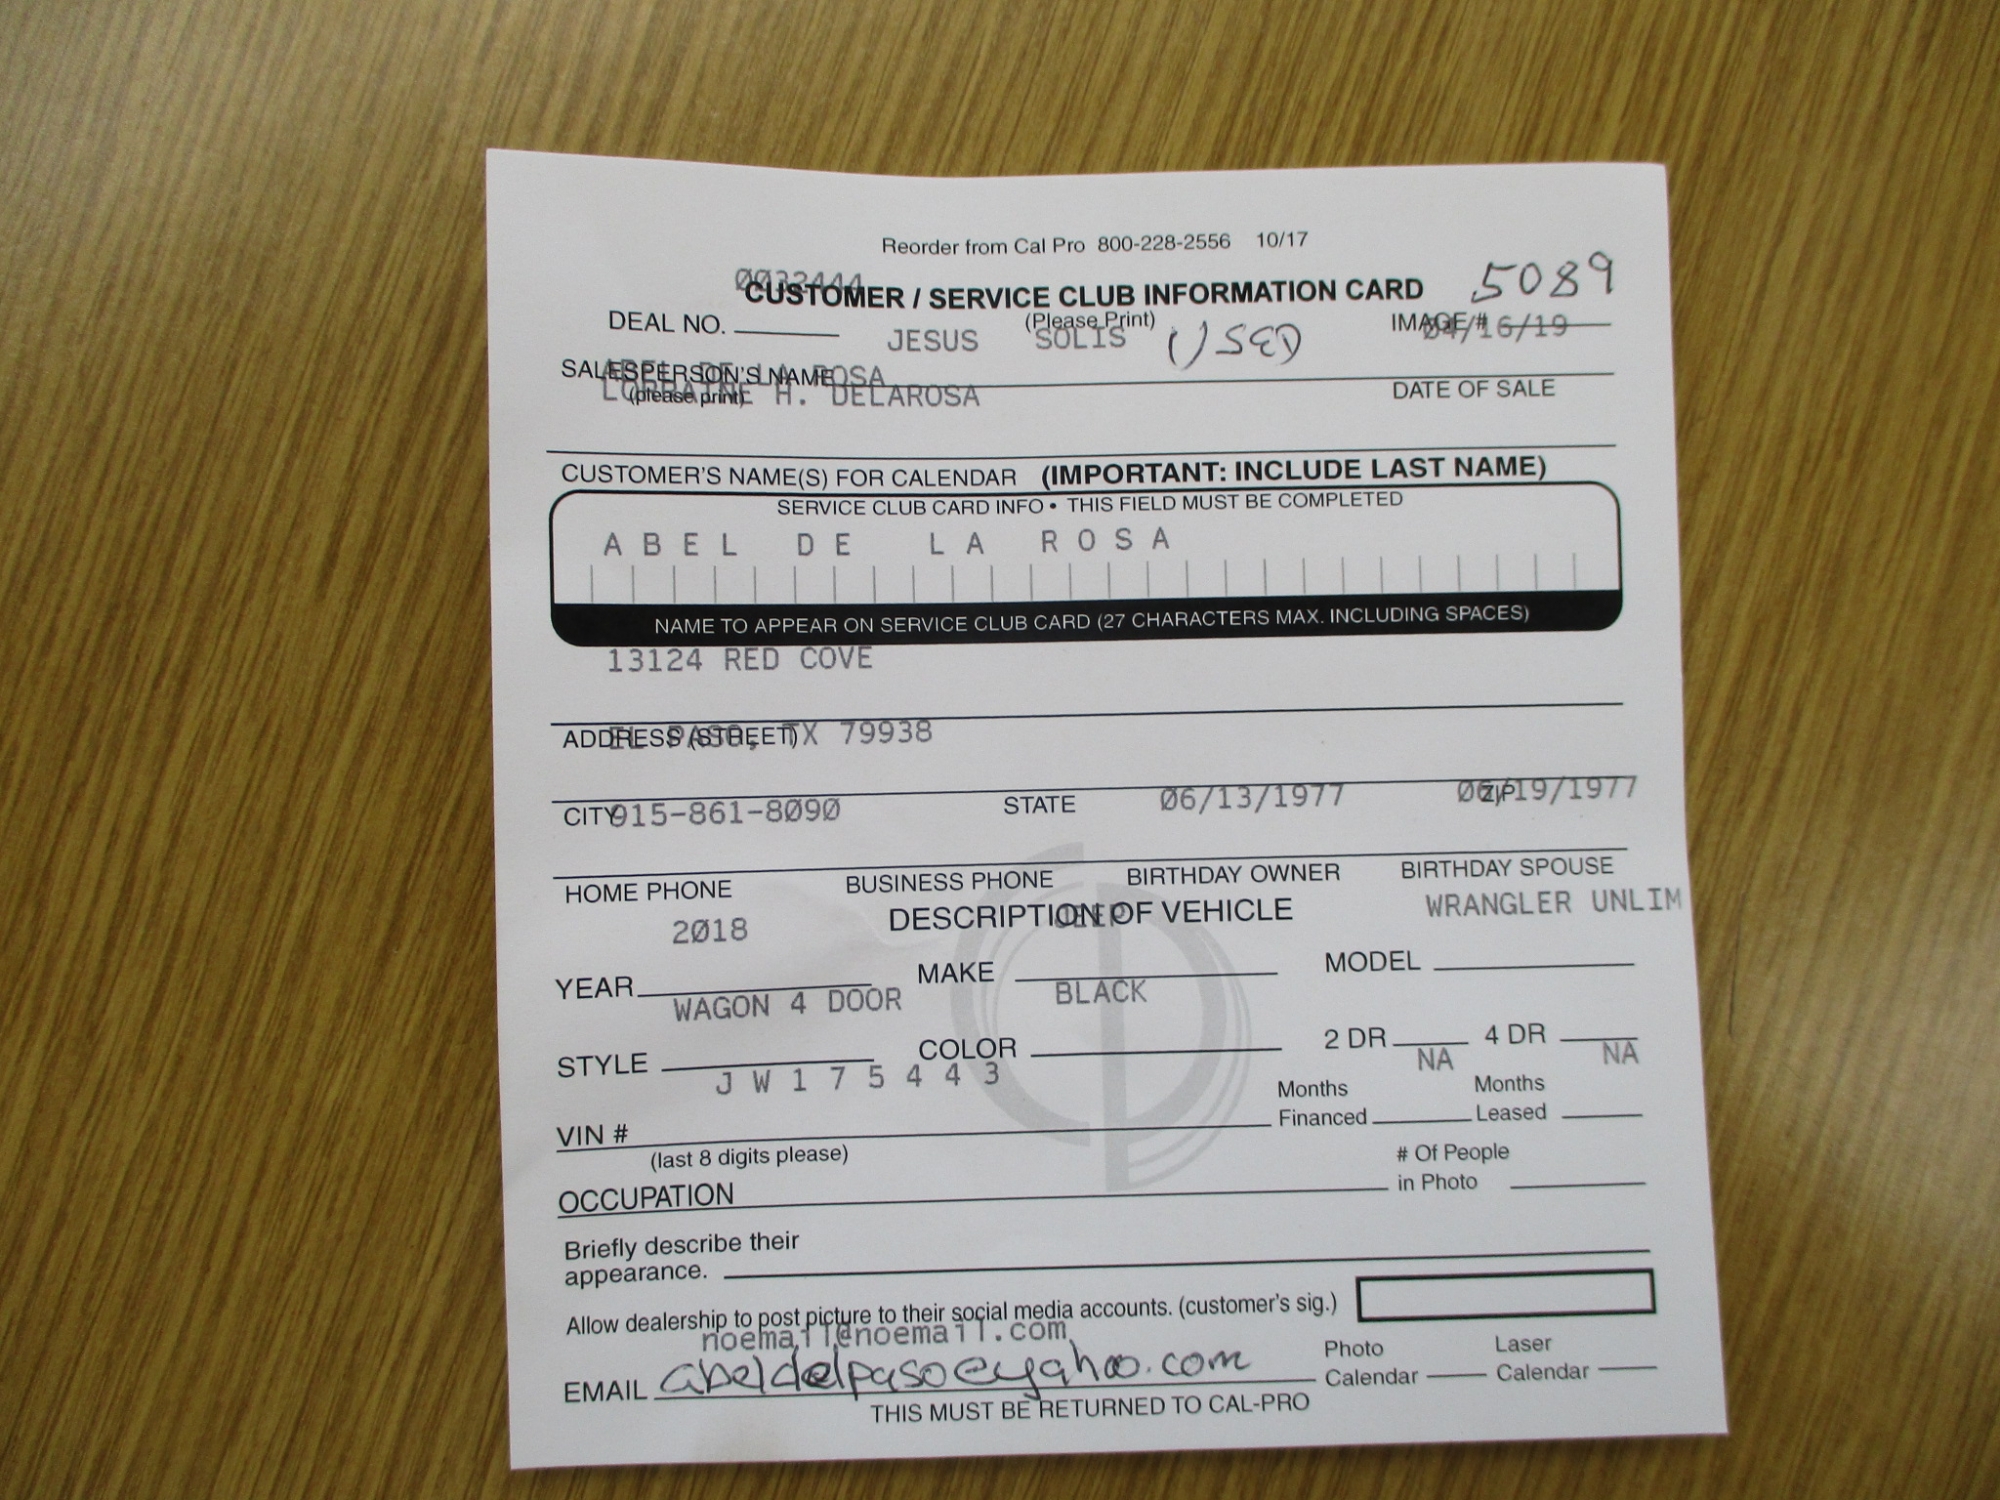 Reorder from Cal Pro 800-228-2556 10/17
0032444
CUSTOMER / SERVICE CLUB INFORMATION CARD 5089
DEAL NO. (Please Print) IMAGE #
JESUS SOLIS USED 04/16/19
SALESPERSON'S NAME ABEL DE LA ROSA
(please print) LORRAINE H. DELAROSA DATE OF SALE
CUSTOMER'S NAME(S) FOR CALENDAR (IMPORTANT: INCLUDE LAST NAME)
SERVICE CLUB CARD INFO • THIS FIELD MUST BE COMPLETED
ABEL DE LA ROSA
NAME TO APPEAR ON SERVICE CLUB CARD (27 CHARACTERS MAX. INCLUDING SPACES)
13124 RED COVE
ADDRESS (STREET) EL PASO, TX 79938
CITY 915-861-8090 STATE 06/13/1977 ZIP 06/19/1977
HOME PHONE BUSINESS PHONE BIRTHDAY OWNER BIRTHDAY SPOUSE
DESCRIPTION OF VEHICLE
2018 JEEP WRANGLER UNLIM
YEAR MAKE MODEL
WAGON 4 DOOR BLACK
STYLE COLOR 2 DR 4 DR
JW175443 NA NA
VIN # Months Financed Months Leased
(last 8 digits please)
OCCUPATION # Of People in Photo
Briefly describe their
appearance.
Allow dealership to post picture to their social media accounts. (customer's sig.)
noemail@noemail.com
EMAIL abeldelpaso@yahoo.com Photo Calendar Laser Calendar
THIS MUST BE RETURNED TO CAL-PRO